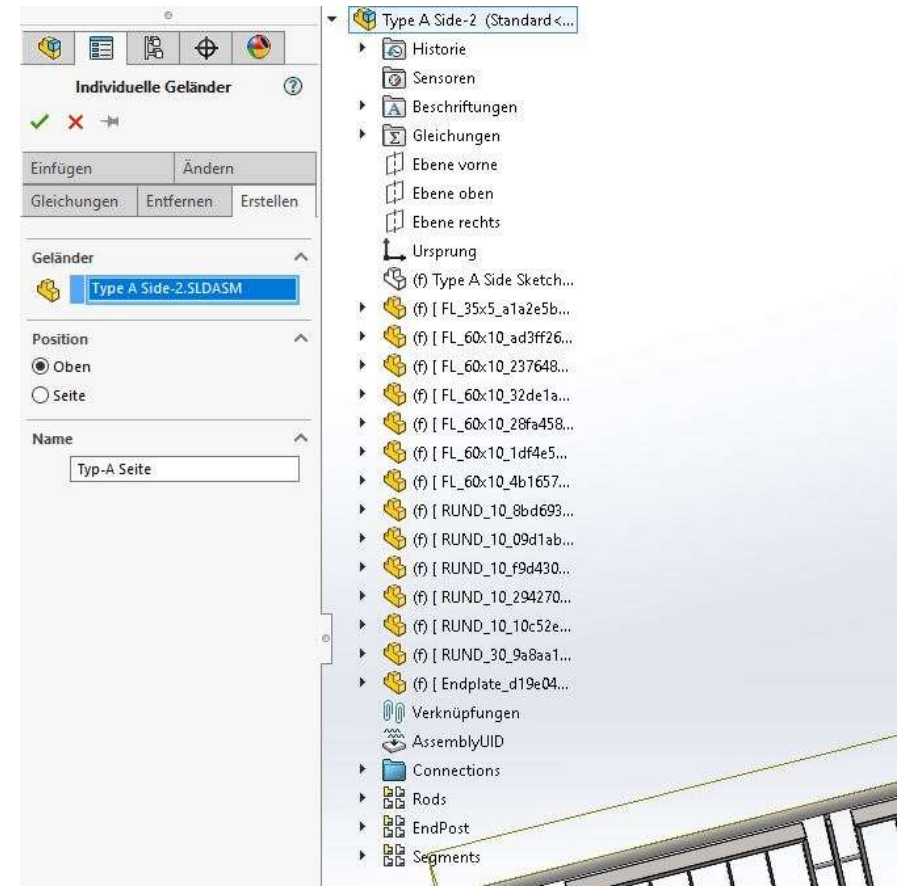 Individuelle Geländer
Einfügen
Ändern
Gleichungen
Entfernen
Erstellen
Geländer
Type A Side-2.SLDASM
Position
Oben
Seite
Name
Typ-A Seite
Type A Side-2 (Standard<...
Historie
Sensoren
Beschriftungen
Gleichungen
Ebene vorne
Ebene oben
Ebene rechts
Ursprung
(f) Type A Side Sketch...
(f) [ FL_35x5_a1a2e5b...
(f) [ FL_60x10_ad3ff26...
(f) [ FL_60x10_237648...
(f) [ FL_60x10_32de1a...
(f) [ FL_60x10_28fa458...
(f) [ FL_60x10_1df4e5...
(f) [ FL_60x10_4b1657...
(f) [ RUND_10_8bd693...
(f) [ RUND_10_09d1ab...
(f) [ RUND_10_f9d430...
(f) [ RUND_10_294270...
(f) [ RUND_10_10c52e...
(f) [ RUND_30_9a8aa1...
(f) [ Endplate_d19e04...
Verknüpfungen
AssemblyUID
Connections
Rods
EndPost
Segments